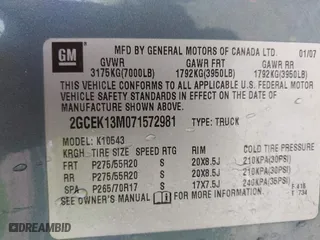 GM
MFD BY GENERAL MOTORS OF CANADA LTD. 01/07
GVWR GAWR FRT GAWR RR
3175KG(7000LB) 1792KG(3950LB) 1792KG(3950LB)
THIS VEHICLE CONFORMS TO ALL APPLICABLE U.S. FEDERAL MOTOR
VEHICLE SAFETY STANDARDS IN EFFECT ON THE DATE OF
MANUFACTURE SHOWN ABOVE.
2GCEK13M071572981 TYPE: TRUCK
MODEL: K10543
TIRE SIZE SPEED RTG RIM COLD TIRE PRESSURE
FRT P275/55R20 S 20X8.5J 210KPA(30PSI)
RR P275/55R20 S 20X8.5J 210KPA(30PSI)
SPA P265/70R17 S 17X7.5J 240KPA(35PSI)
SEE OWNER'S MANUAL FOR ADDITIONAL INFORMATION.
DREAMBID